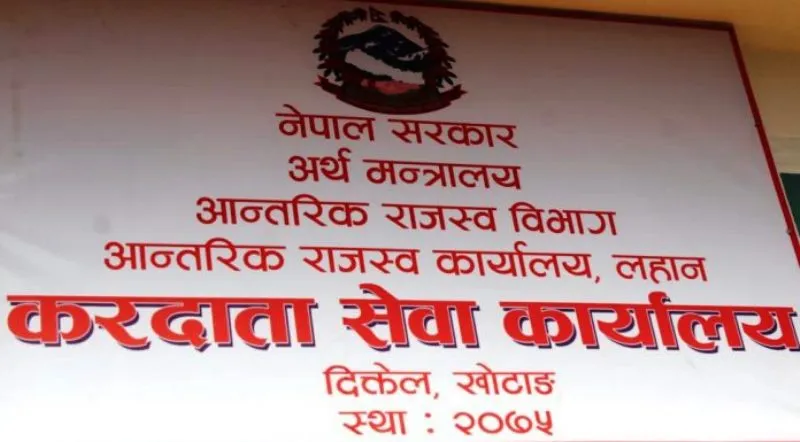 नेपाल सरकार
अर्थ मन्त्रालय
आन्तरिक राजस्व विभाग
आन्तरिक राजस्व कार्यालय, लहान
करदाता सेवा कार्यालय
दिक्तेल, खोटाङ
स्था : २०७५